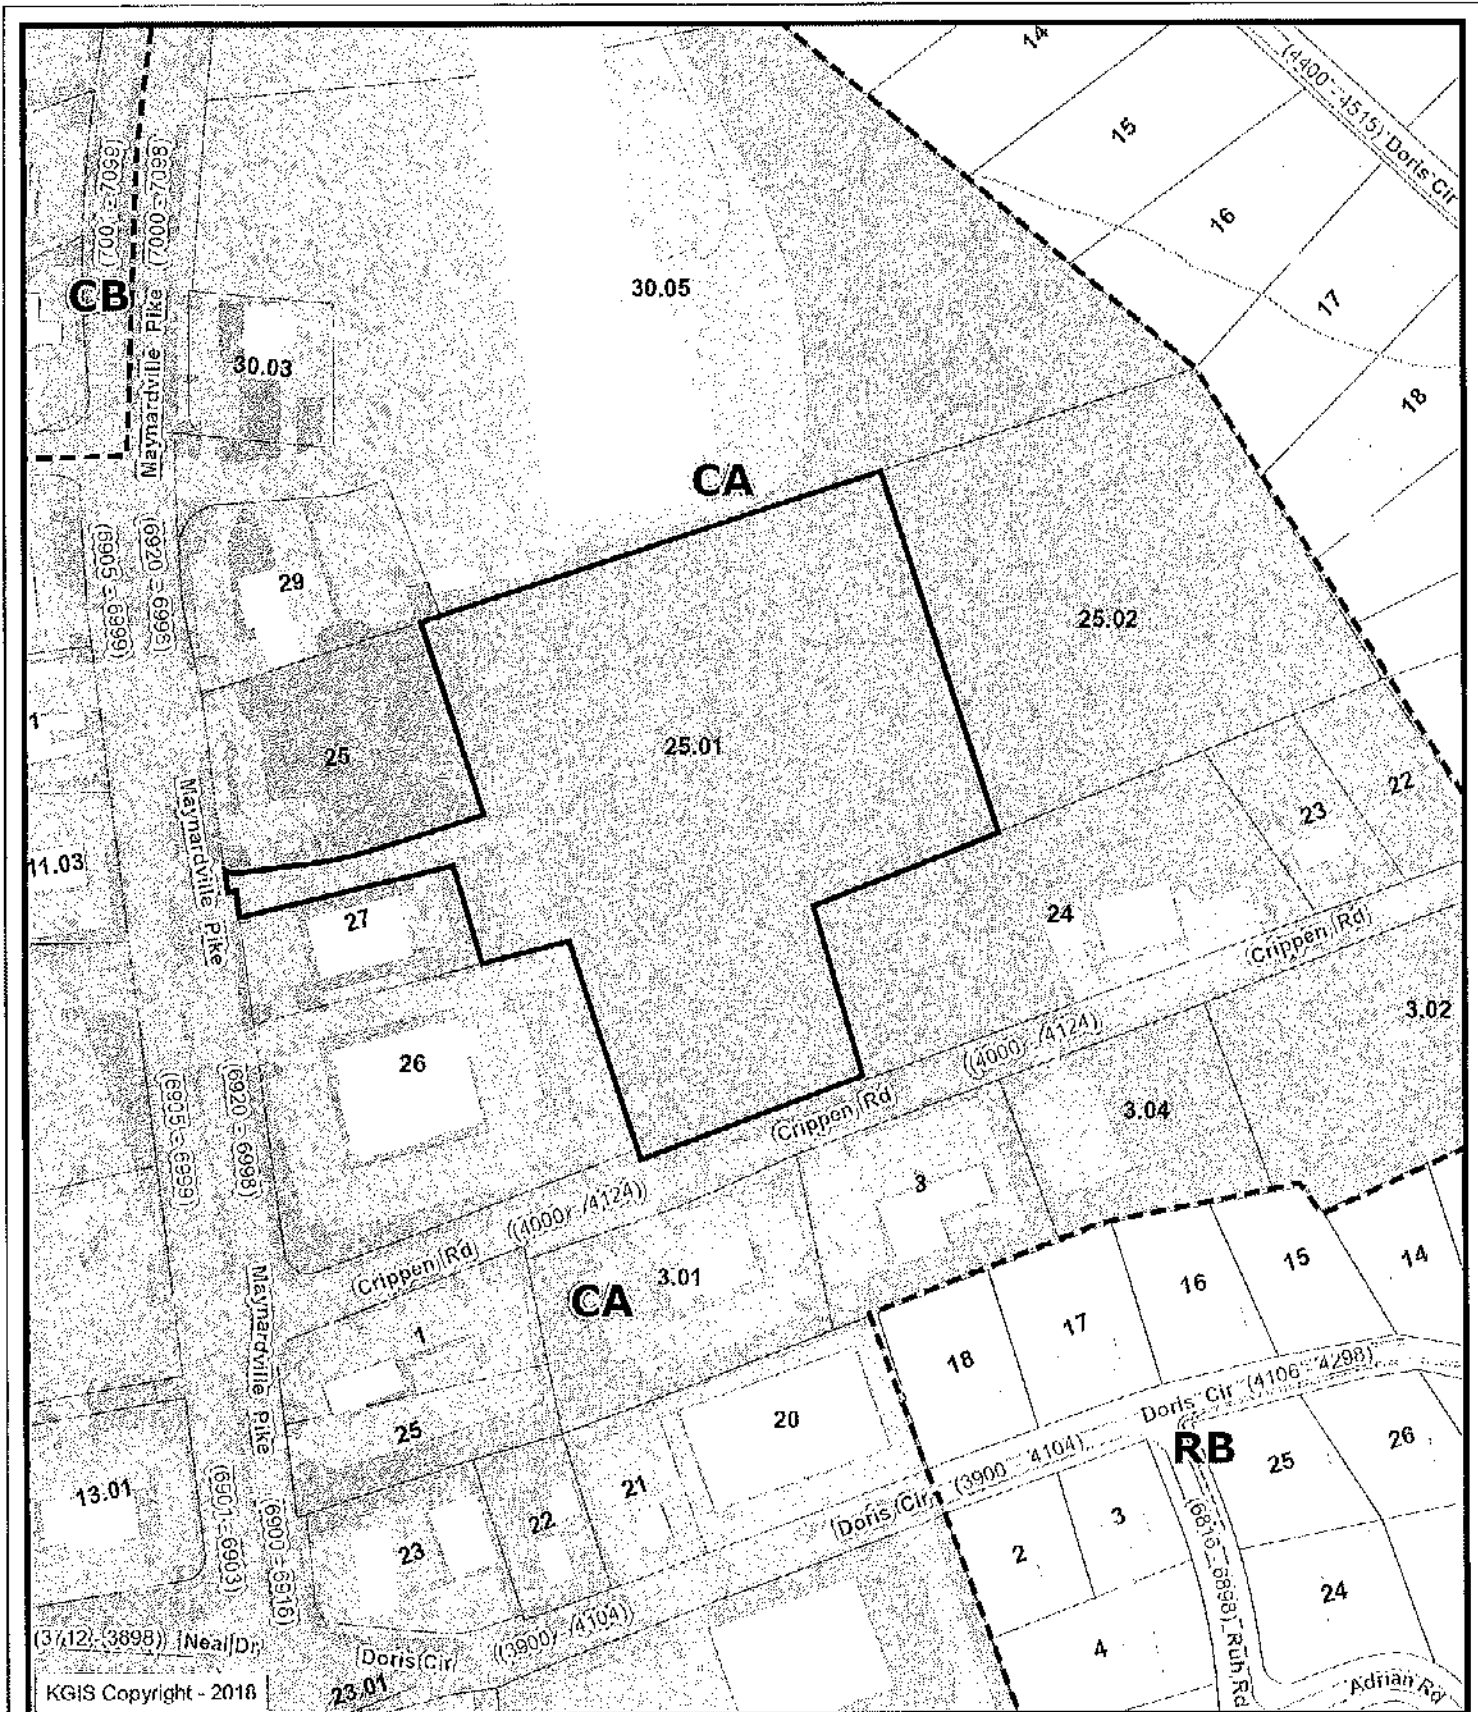 14
(4400 - 4515) Doris Cir
15
(7000 - 7098)
16
CB
30.05
17
Maynardville Pike
30.03
18
CA
(6905 - 6999)
(6920 - 6998)
29
25.02
1
25
25.01
Maynardville Pike
22
23
11.03
27
24
Crippen Rd
3.02
26
(4000 - 4124)
(6905 - 6999)
(6920 - 6998)
Crippen Rd
3.04
3
(4000 - 4124)
Crippen Rd
3.01
CA
15
14
16
17
1
18
Maynardville Pike
Doris Cir (4106 - 4298)
20
25
RB
26
25
(3900 - 4104)
13.01
21
Doris Cir
22
3
(6901 - 6903)
(6900 - 6916)
23
2
(6816 - 6898) Ruh Rd
24
(3900 - 4104)
(3712 - 3898) Neal Dr
Doris Cir
4
Adrian Rd
23.01
KGIS Copyright - 2018